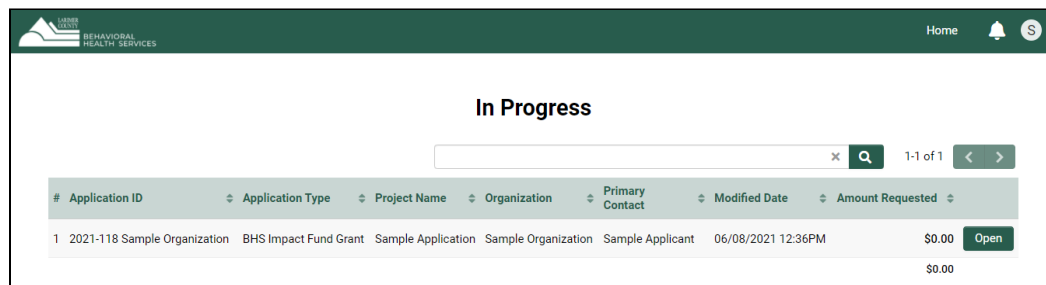 LARIMER
COUNTY
BEHAVIORAL
HEALTH SERVICES
Home
S
In Progress
1-1 of 1
# Application ID Application Type Project Name Organization Primary Contact Modified Date Amount Requested
1 2021-118 Sample Organization BHS Impact Fund Grant Sample Application Sample Organization Sample Applicant 06/08/2021 12:36PM $0.00 Open
$0.00